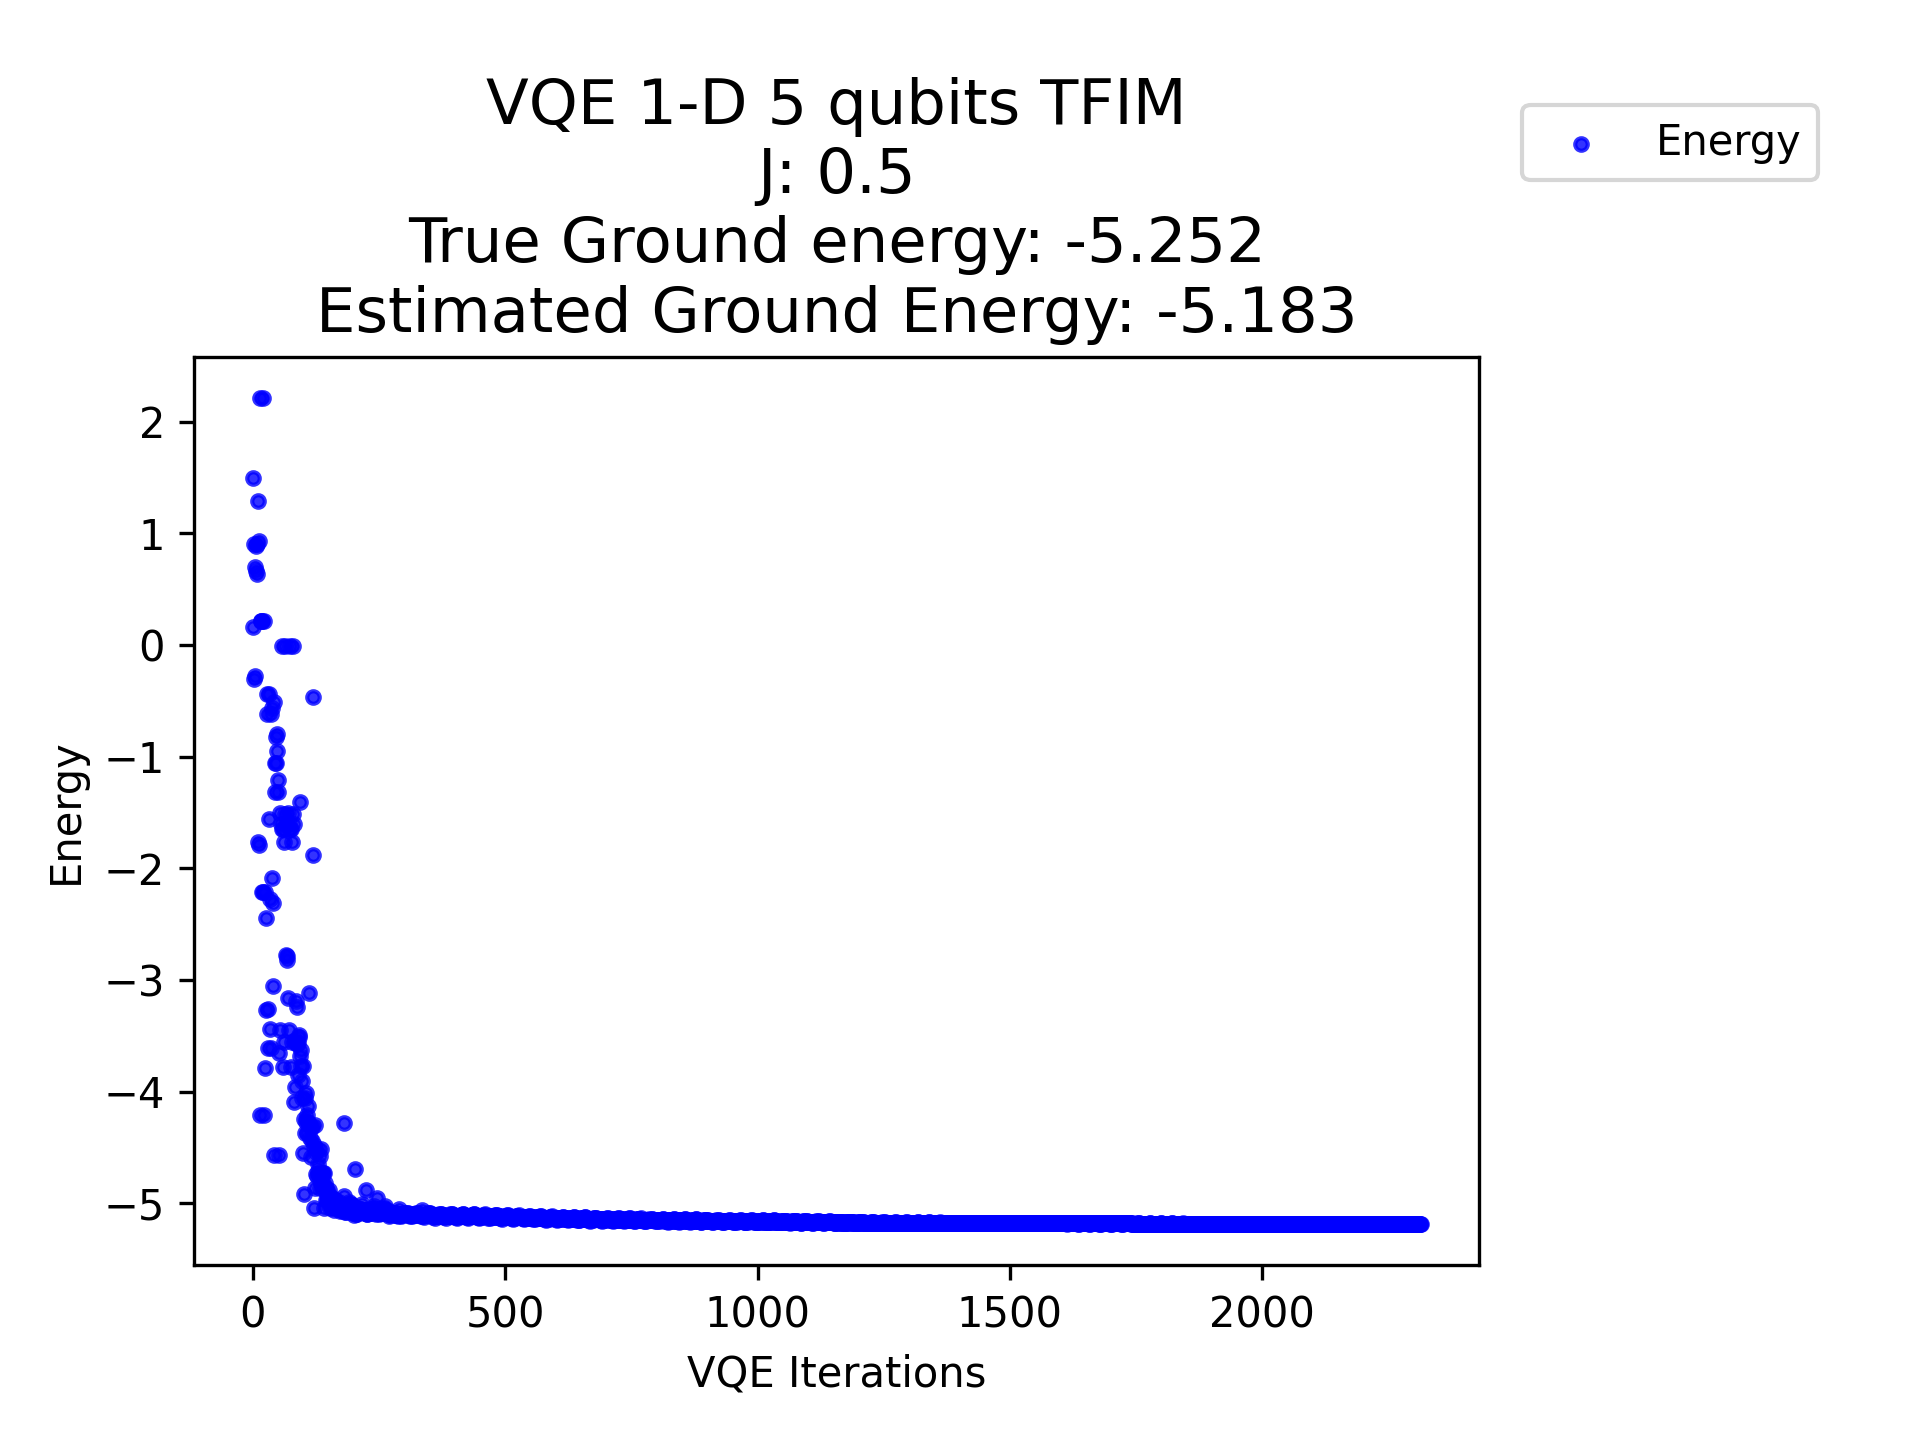 VQE 1-D 5 qubits TFIM
J: 0.5
True Ground energy: -5.252
Estimated Ground Energy: -5.183
Energy
2
1
0
−1
−2
−3
−4
−5
Energy
0
500
1000
1500
2000
VQE Iterations